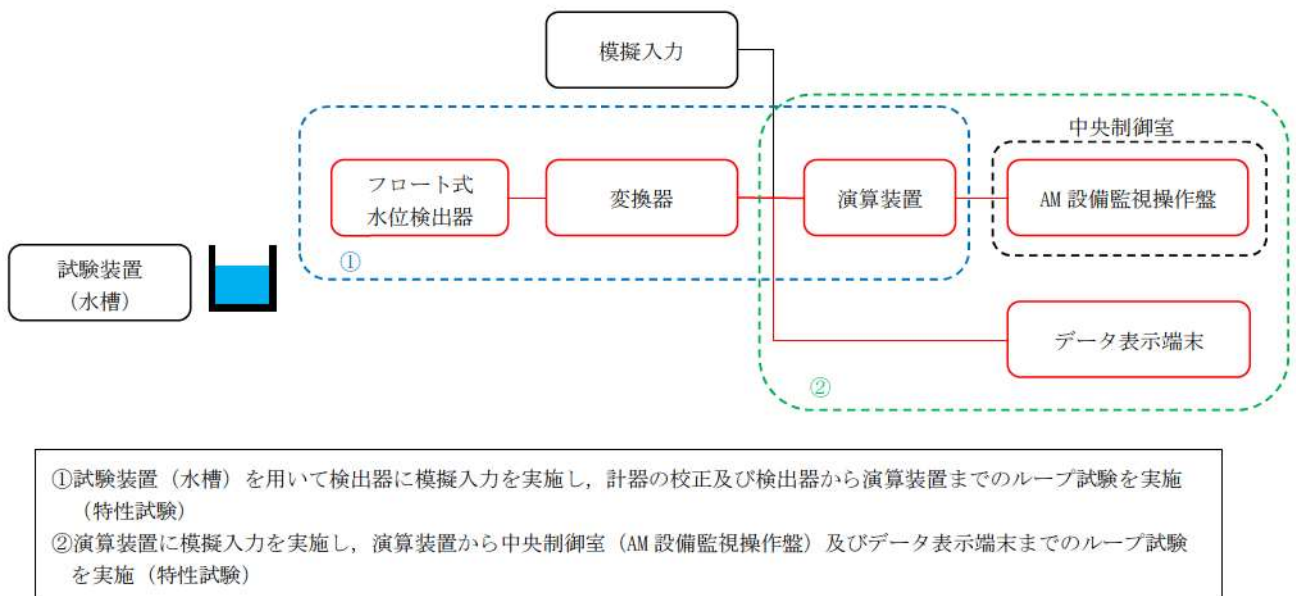 模擬入力
中央制御室
フロート式
水位検出器
変換器
演算装置
AM 設備監視操作盤
①
試験装置
(水槽)
データ表示端末
②
①試験装置(水槽)を用いて検出器に模擬入力を実施し,計器の校正及び検出器から演算装置までのループ試験を実施
(特性試験)
②演算装置に模擬入力を実施し,演算装置から中央制御室(AM 設備監視操作盤)及びデータ表示端末までのループ試験
を実施(特性試験)